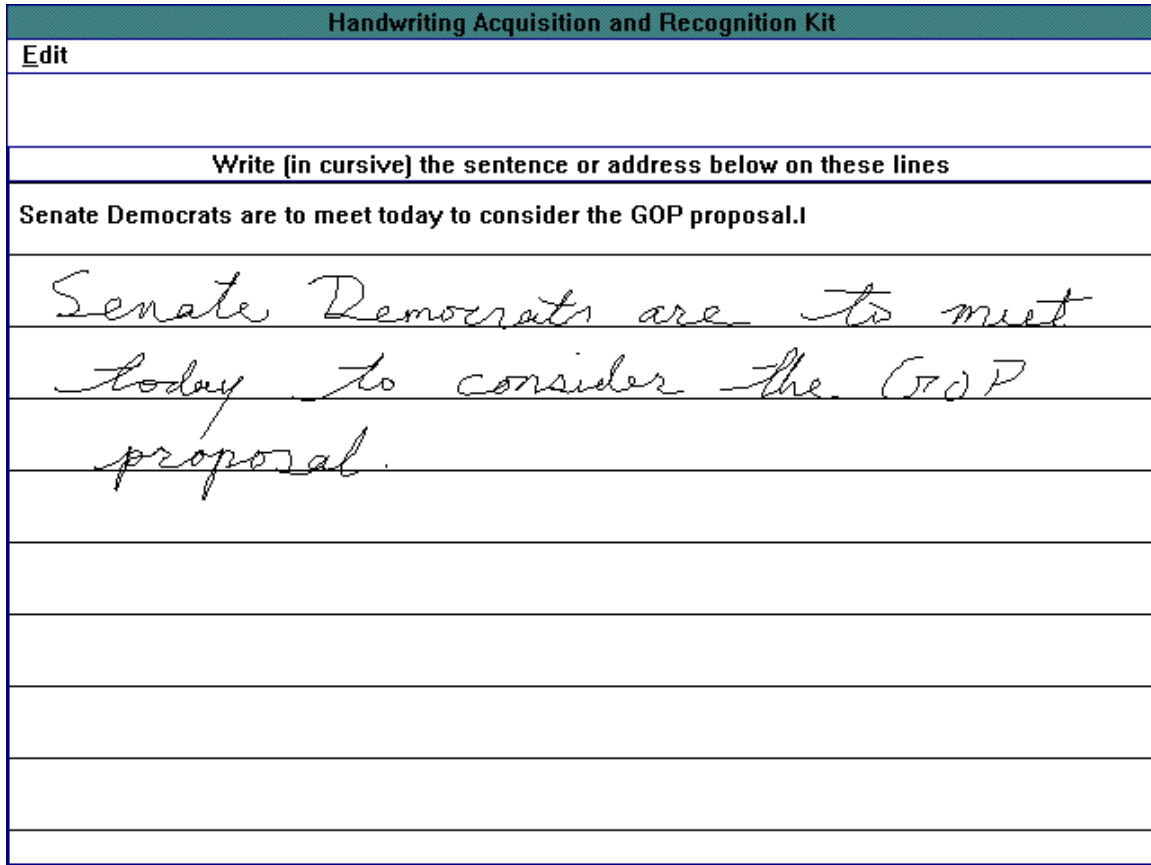 Handwriting Acquisition and Recognition Kit
Edit
Write (in cursive) the sentence or address below on these lines
Senate Democrats are to meet today to consider the GOP proposal.
Senate Democrats are to meet
today to consider the GOP
proposal.